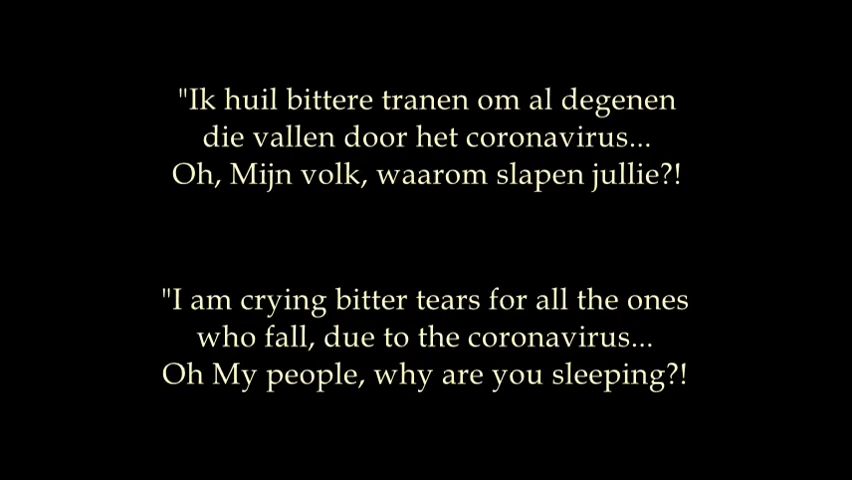 "Ik huil bittere tranen om al degenen
die vallen door het coronavirus...
Oh, Mijn volk, waarom slapen jullie?!
"I am crying bitter tears for all the ones
who fall, due to the coronavirus...
Oh My people, why are you sleeping?!